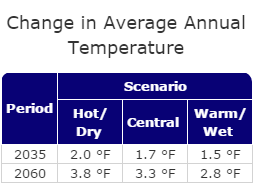 Change in Average Annual
Temperature
Scenario
Period
Hot/
Dry
Central
Warm/
Wet
2035 2.0 °F 1.7 °F 1.5 °F
2060 3.8 °F 3.3 °F 2.8 °F